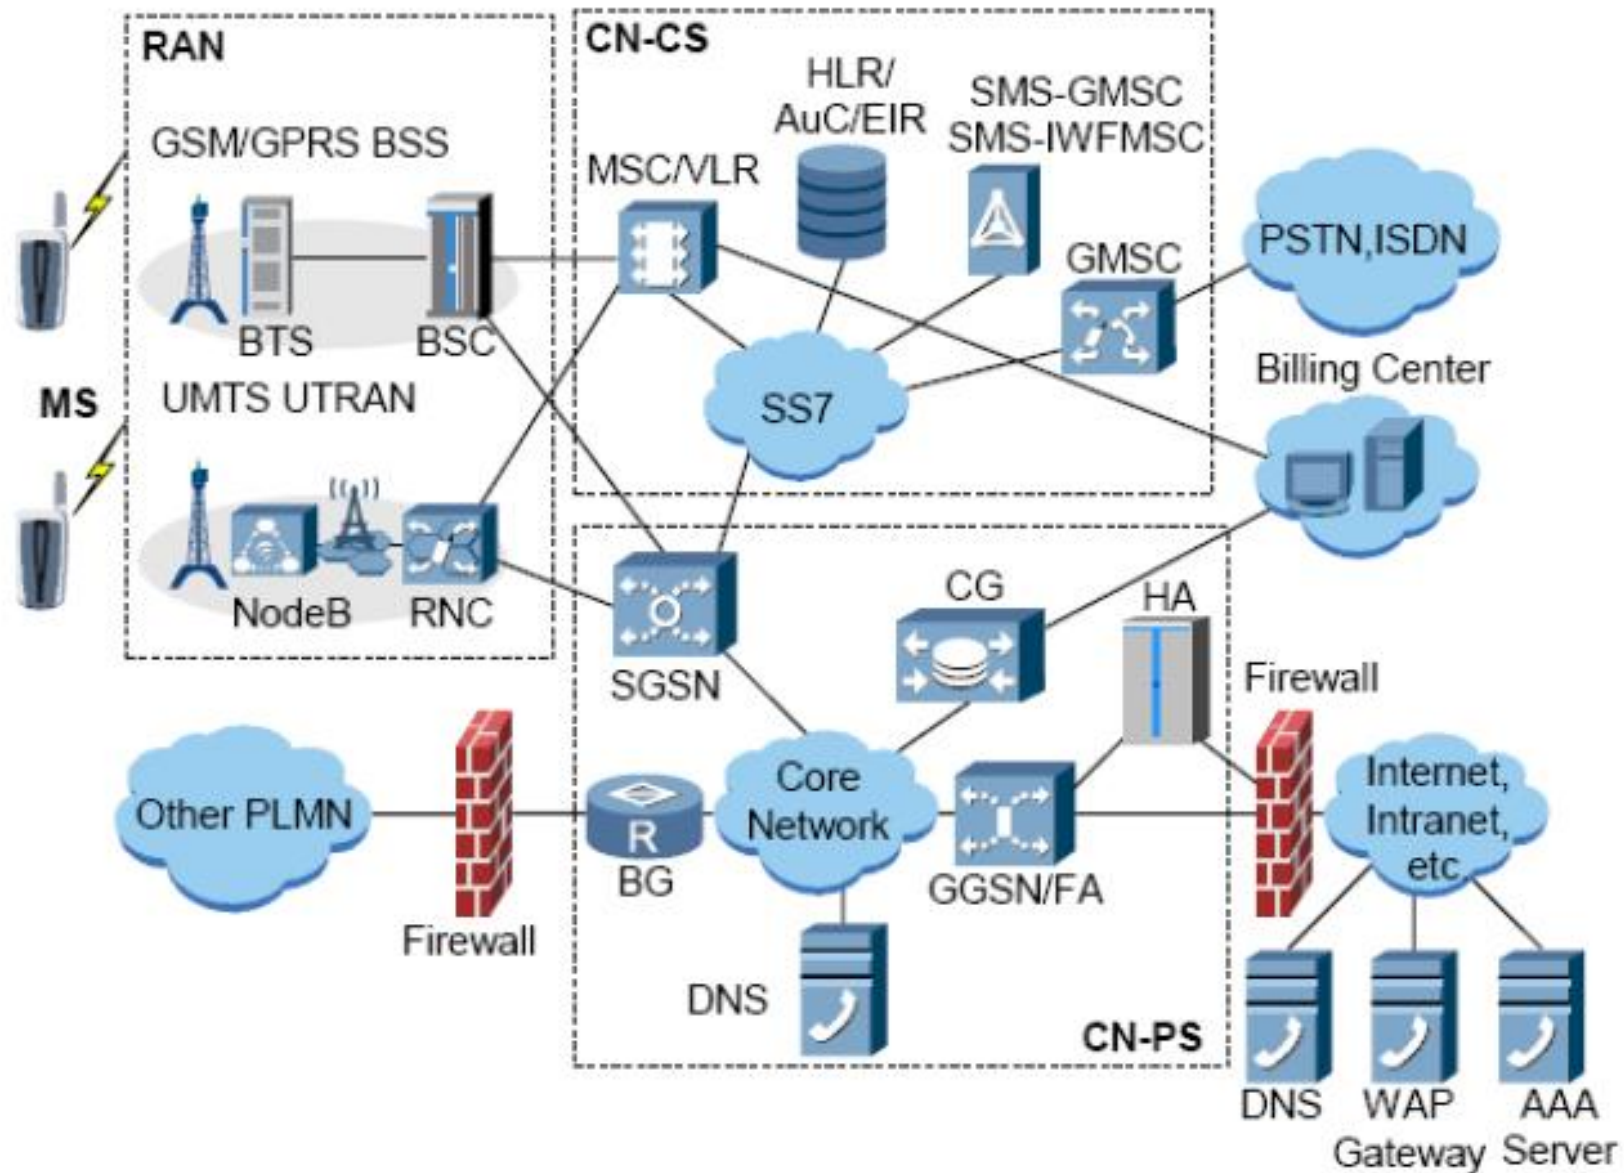 RAN
CN-CS
HLR/
AuC/EIR
SMS-GMSC
SMS-IWFMSC
GSM/GPRS BSS
MSC/VLR
GMSC
PSTN,ISDN
BTS
BSC
Billing Center
MS
UMTS UTRAN
SS7
NodeB
RNC
CG
HA
SGSN
Firewall
Other PLMN
R
BG
Core
Network
GGSN/FA
Internet,
Intranet,
etc.
Firewall
DNS
CN-PS
DNS
WAP
Gateway
AAA
Server